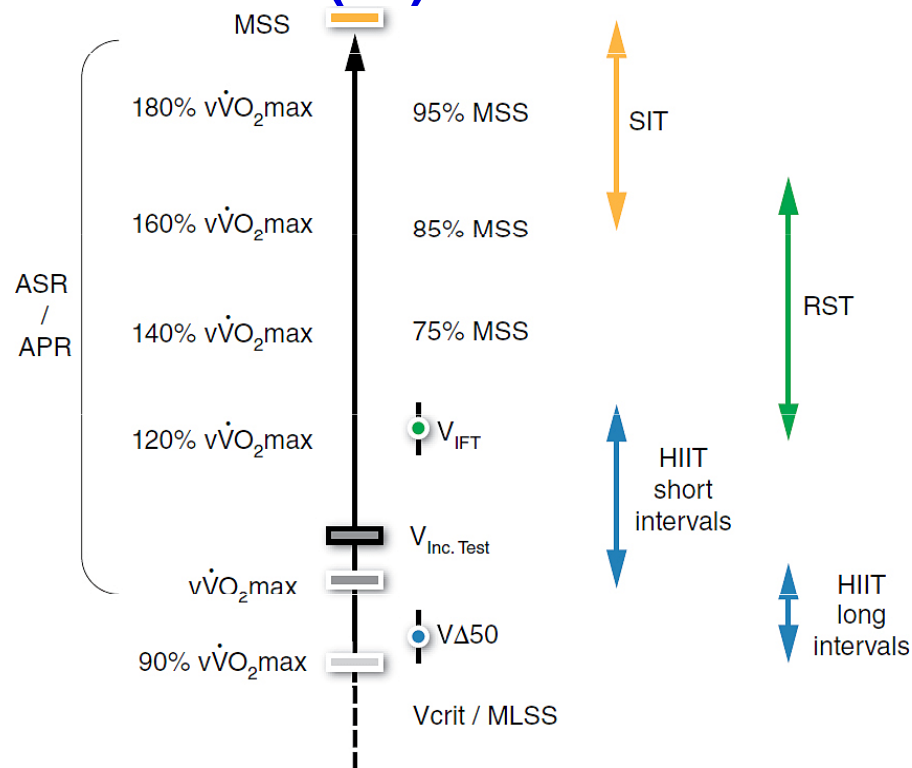 MSS
180% vV̇O₂max
95% MSS
SIT
160% vV̇O₂max
85% MSS
ASR
/
APR
RST
140% vV̇O₂max
75% MSS
120% vV̇O₂max
V_IFT
HIIT
short
intervals
V_Inc. Test
vV̇O₂max
HIIT
long
intervals
VΔ50
90% vV̇O₂max
Vcrit / MLSS